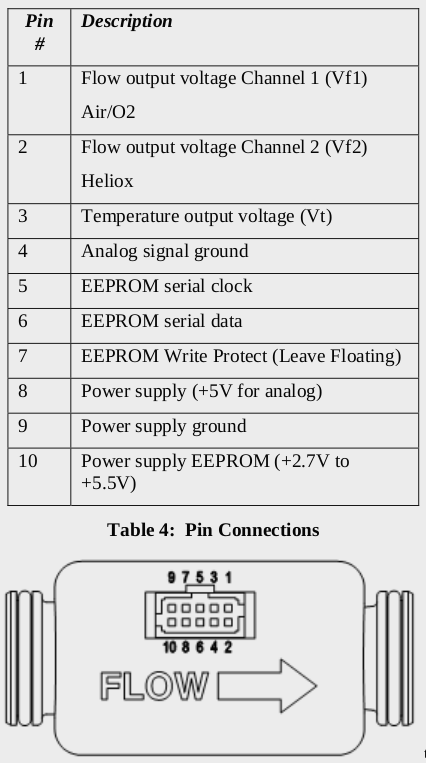 Pin # Description
1 Flow output voltage Channel 1 (Vf1)
Air/O2
2 Flow output voltage Channel 2 (Vf2)
Heliox
3 Temperature output voltage (Vt)
4 Analog signal ground
5 EEPROM serial clock
6 EEPROM serial data
7 EEPROM Write Protect (Leave Floating)
8 Power supply (+5V for analog)
9 Power supply ground
10 Power supply EEPROM (+2.7V to
+5.5V)
Table 4: Pin Connections
9 7 5 3 1
10 8 6 4 2
FLOW
t